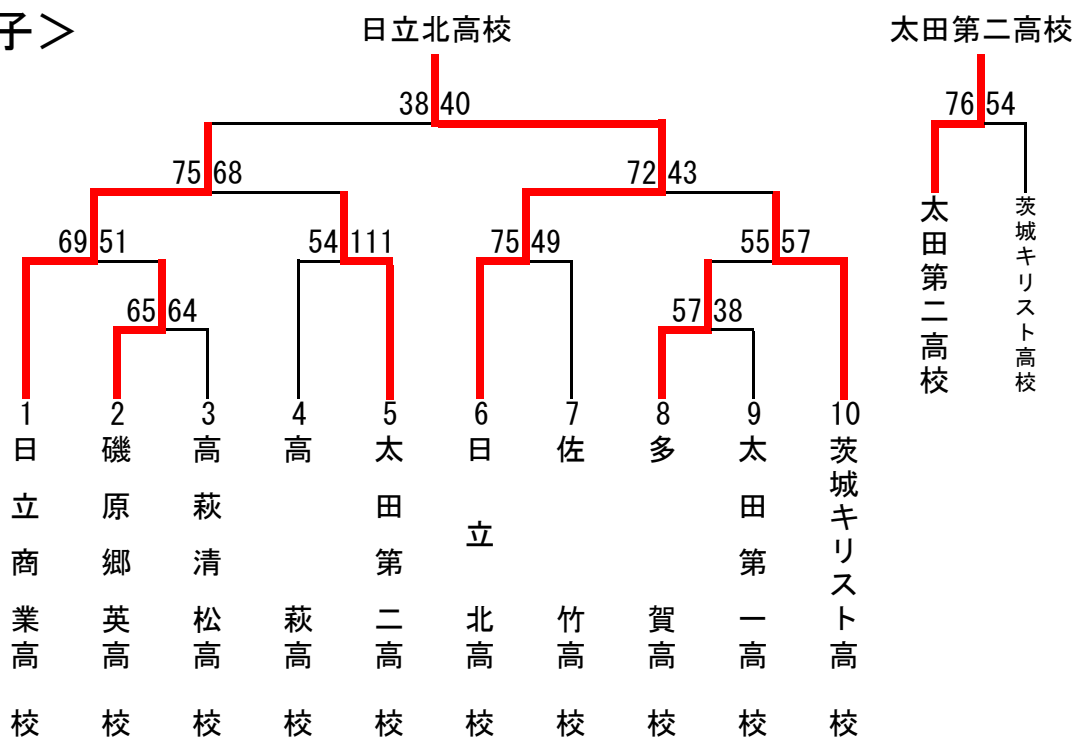 子＞
日立北高校
太田第二高校
38 40
76 54
75 68
72 43
69 51
54 111
75 49
55 57
65 64
57 38
太田第二高校
茨城キリスト高校
1
2
3
4
5
6
7
8
9
10
日立商業高校
磯原郷英高校
高萩清松高校
高萩高校
太田第二高校
日立北高校
佐竹高校
多賀高校
太田第一高校
茨城キリスト高校